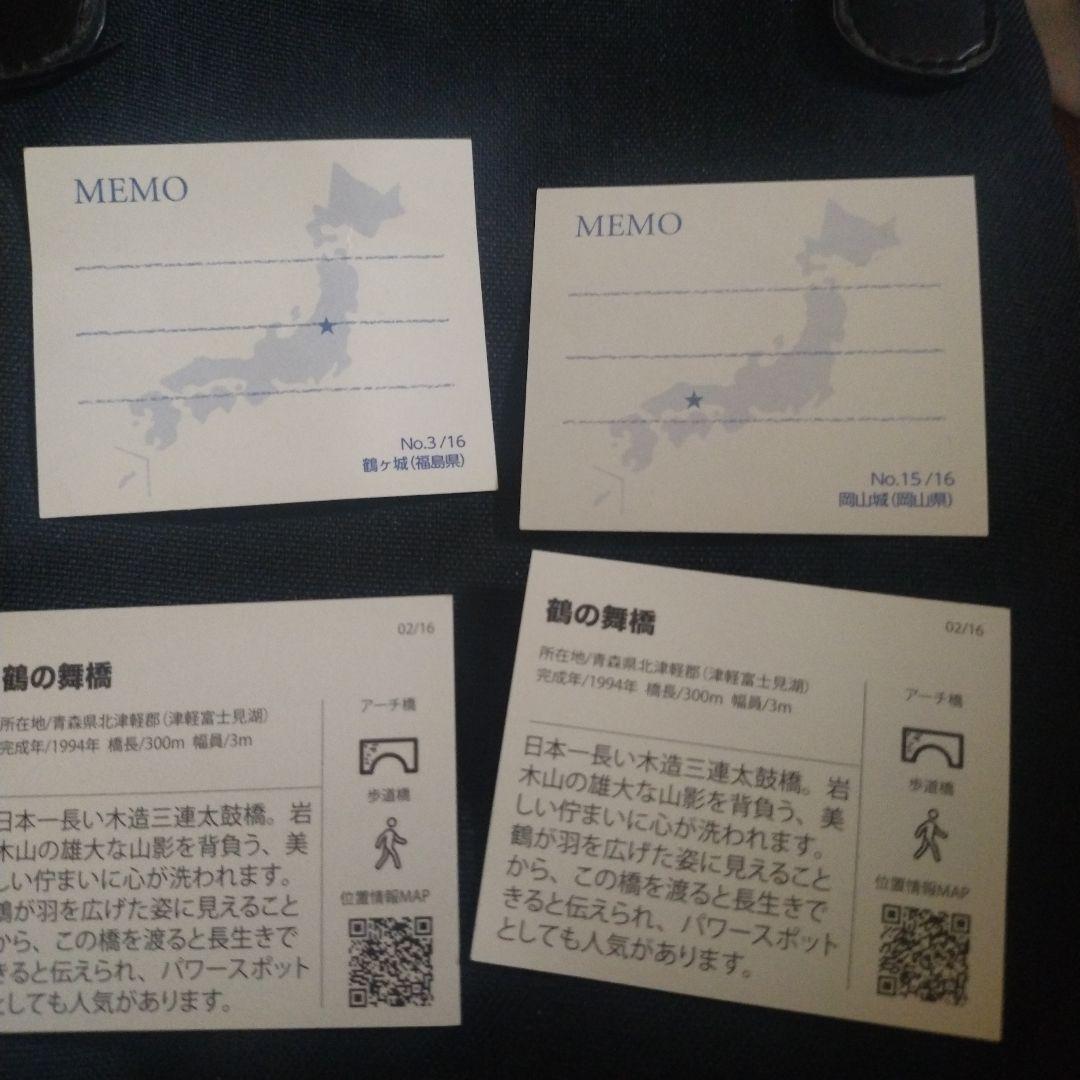 MEMO
No.3/16
鶴ヶ城(福島県)
MEMO
No.15/16
岡山城(岡山県)
02/16
鶴の舞橋
所在地/青森県北津軽郡(津軽富士見湖)
完成年/1994年 橋長/300m 幅員/3m
日本一長い木造三連太鼓橋。岩
木山の雄大な山影を背負う、美
しい佇まいに心が洗われます。
鶴が羽を広げた姿に見えること
から、この橋を渡ると長生きで
きると伝えられ、パワースポット
としても人気があります。
アーチ橋
歩道橋
位置情報MAP
02/16
鶴の舞橋
所在地/青森県北津軽郡(津軽富士見湖)
完成年/1994年 橋長/300m 幅員/3m
日本一長い木造三連太鼓橋。岩
木山の雄大な山影を背負う、美
しい佇まいに心が洗われます。
鶴が羽を広げた姿に見えること
から、この橋を渡ると長生きで
きると伝えられ、パワースポット
としても人気があります。
アーチ橋
歩道橋
位置情報MAP